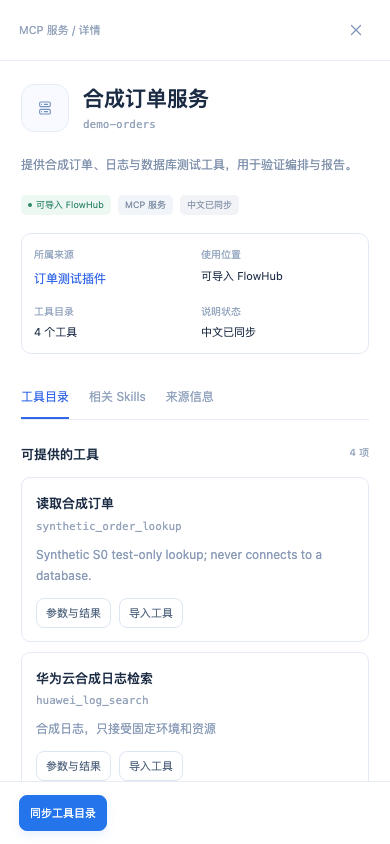 MCP 服务 / 详情
合成订单服务
demo-orders
提供合成订单、日志与数据库测试工具，用于验证编排与报告。
可导入 FlowHub
MCP 服务
中文已同步
所属来源
使用位置
订单测试插件
可导入 FlowHub
工具目录
说明状态
4 个工具
中文已同步
工具目录
相关 Skills
来源信息
可提供的工具
4 项
读取合成订单
synthetic_order_lookup
Synthetic S0 test-only lookup; never connects to a
database.
参数与结果
导入工具
华为云合成日志检索
huawei_log_search
合成日志，只接受固定环境和资源
参数与结果
导入工具
同步工具目录